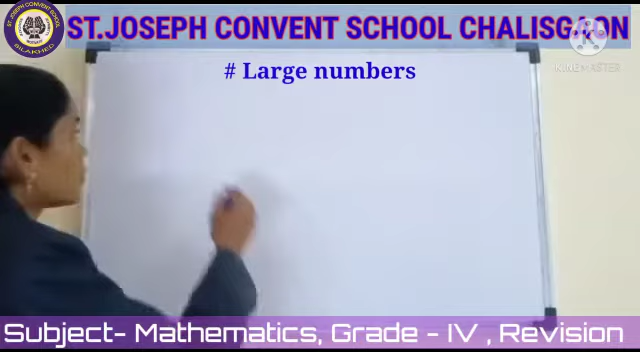 ST.JOSEPH CONVENT SCHOOL CHALISGAON
# Large numbers
KINEMASTER
Subject- Mathematics, Grade - IV , Revision